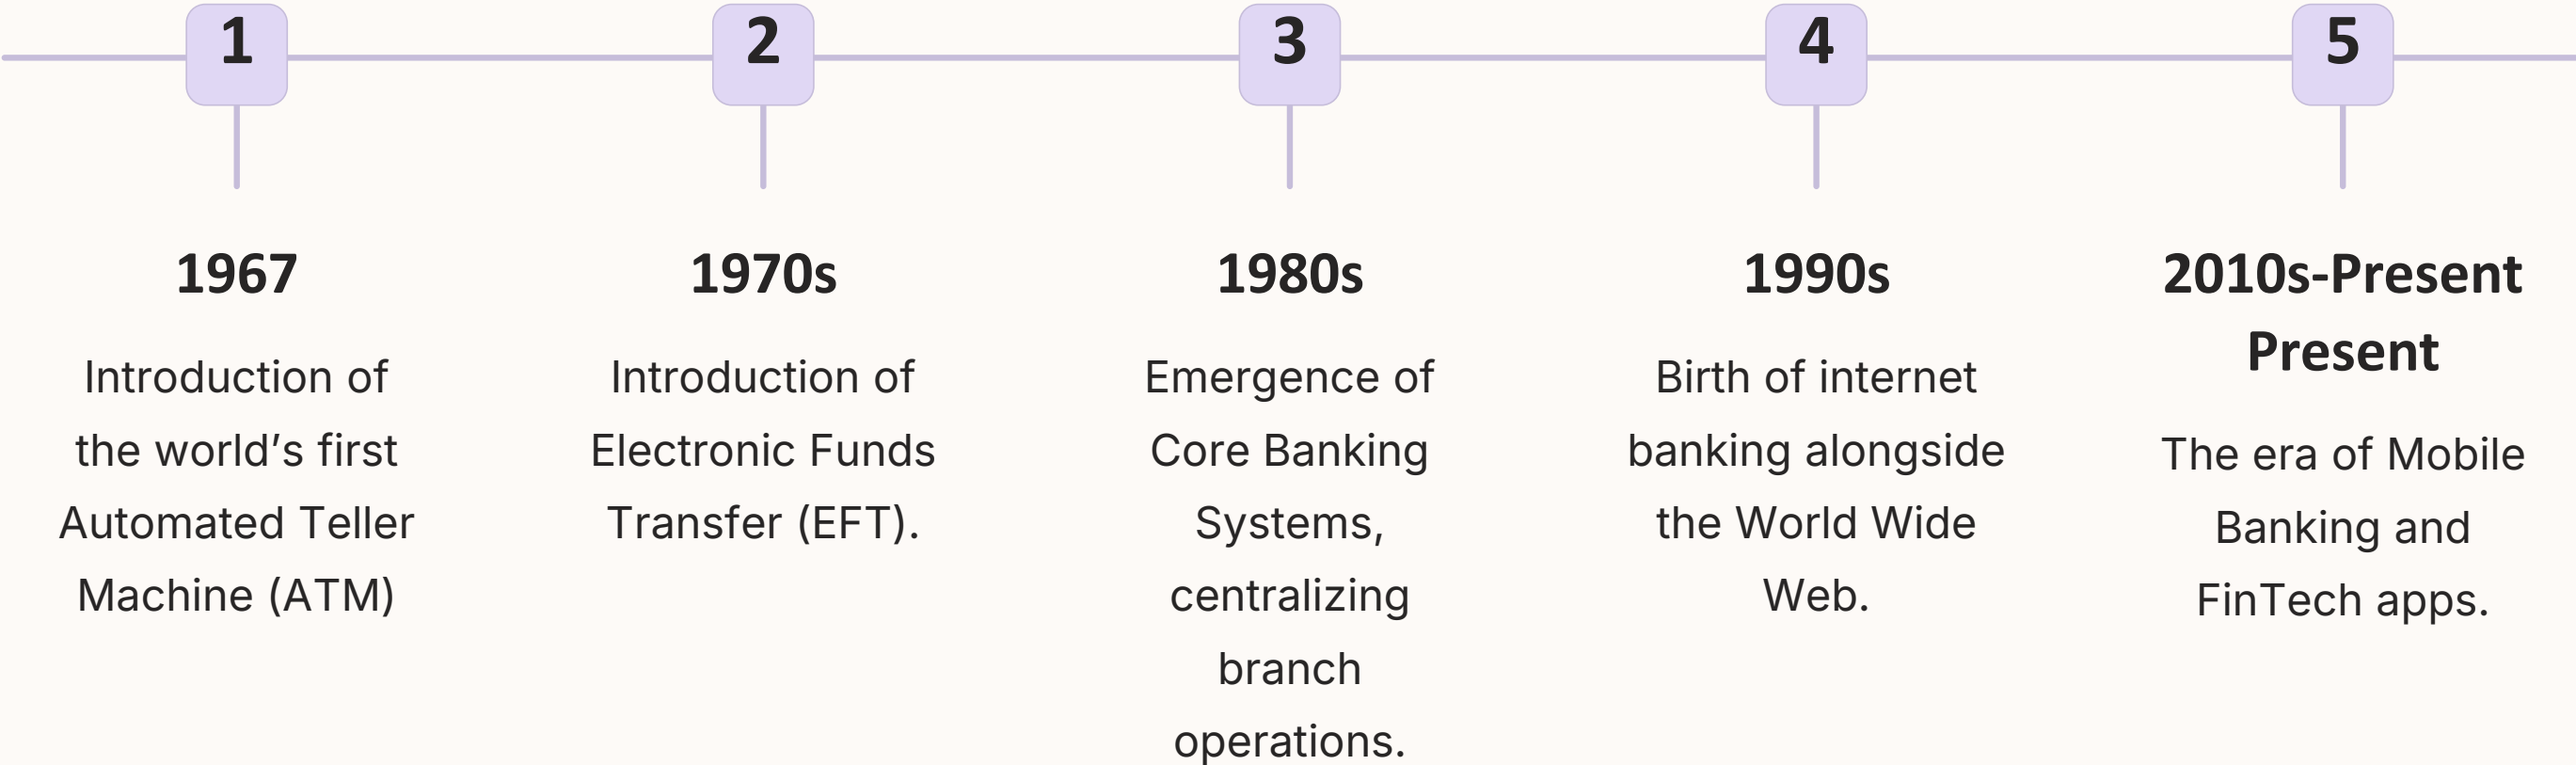 1
2
3
4
5
1967
Introduction of
the world’s first
Automated Teller
Machine (ATM)
1970s
Introduction of
Electronic Funds
Transfer (EFT).
1980s
Emergence of
Core Banking
Systems,
centralizing
branch
operations.
1990s
Birth of internet
banking alongside
the World Wide
Web.
2010s-Present
Present
The era of Mobile
Banking and
FinTech apps.